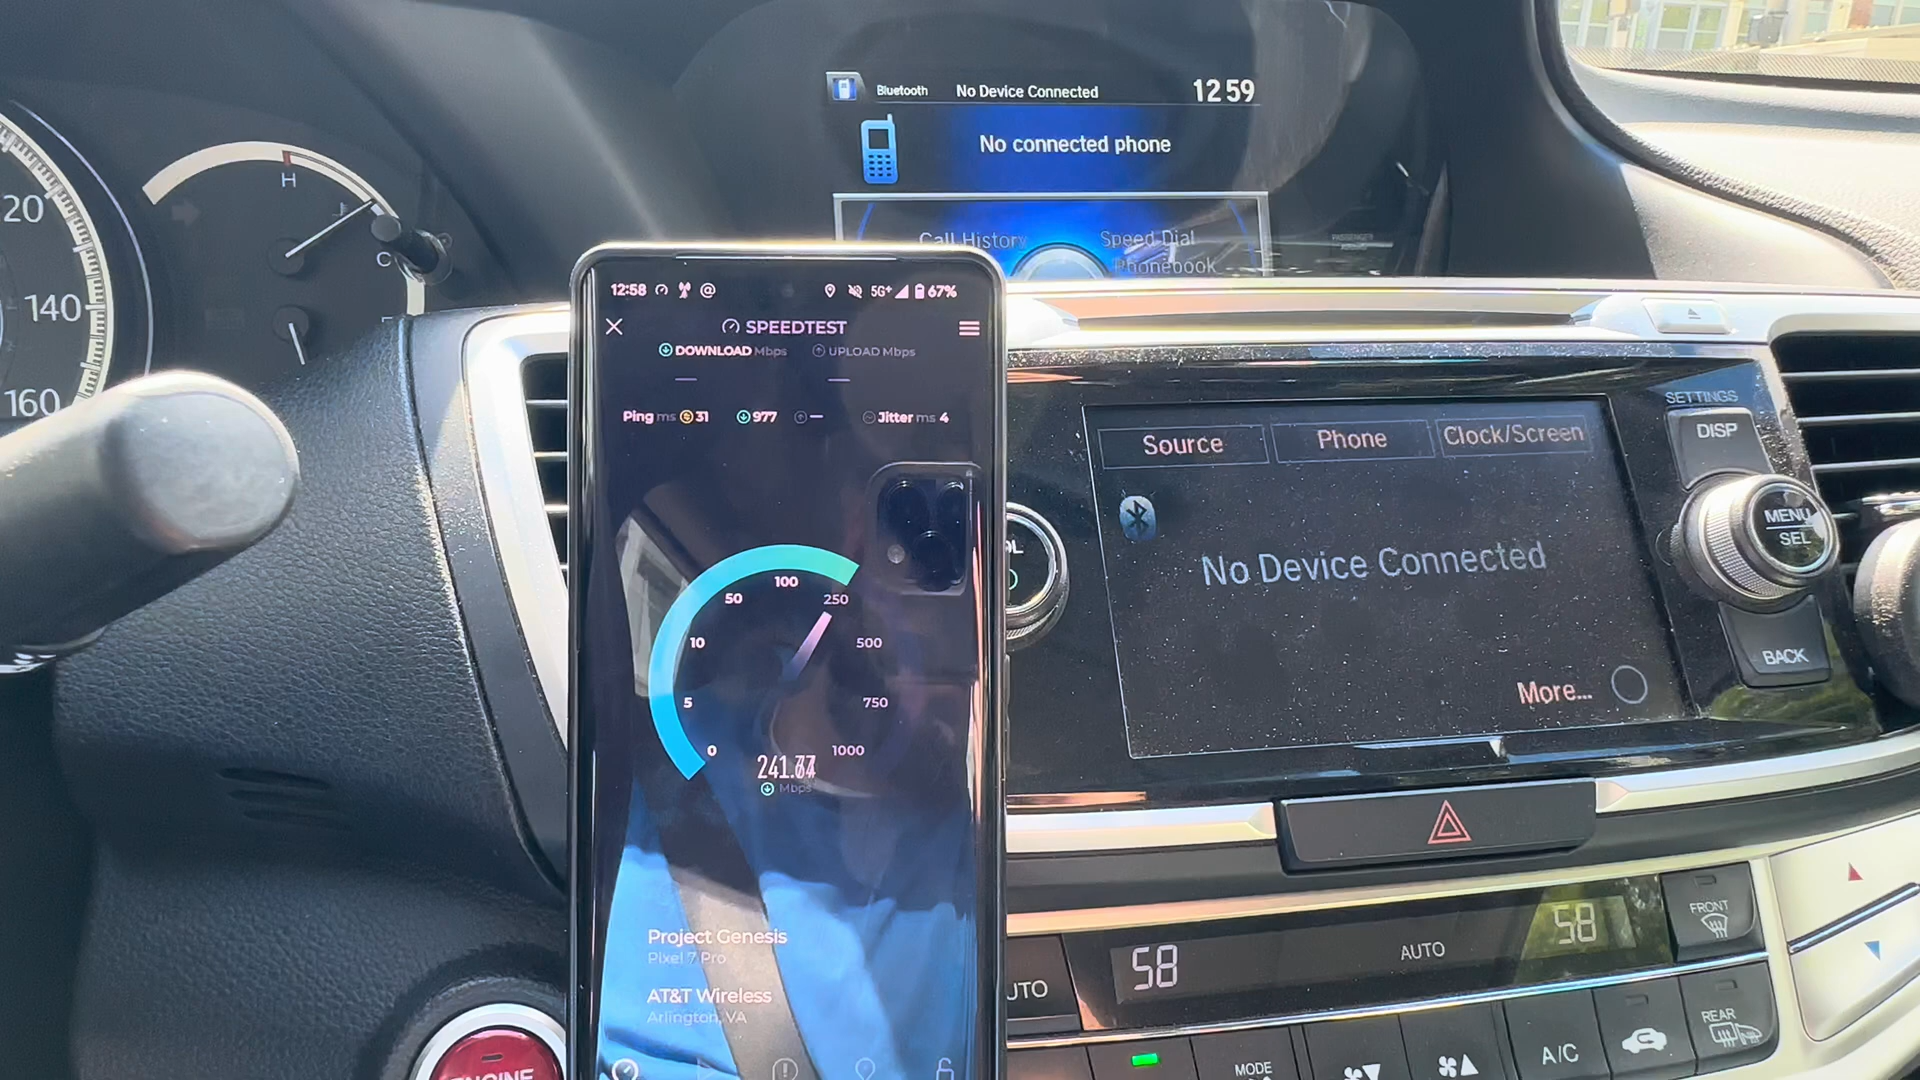 Bluetooth No Device Connected 12 59
No connected phone
Call History Speed Dial
Phonebook
PASSENGER
20
140
160
H
C
12:58 5G+ 67%
SPEEDTEST
DOWNLOAD Mbps UPLOAD Mbps
— —
Ping ms 31 977 — Jitter ms 4
0
5
10
50
100
250
500
750
1000
Mbps
Project Genesis
Pixel 7 Pro
AT&T Wireless
Arlington, VA
Source Phone Clock/Screen
No Device Connected
More...
SETTINGS
DISP
MENU
SEL
BACK
58 AUTO 58
FRONT
REAR
A/C
MODE
ENGINE